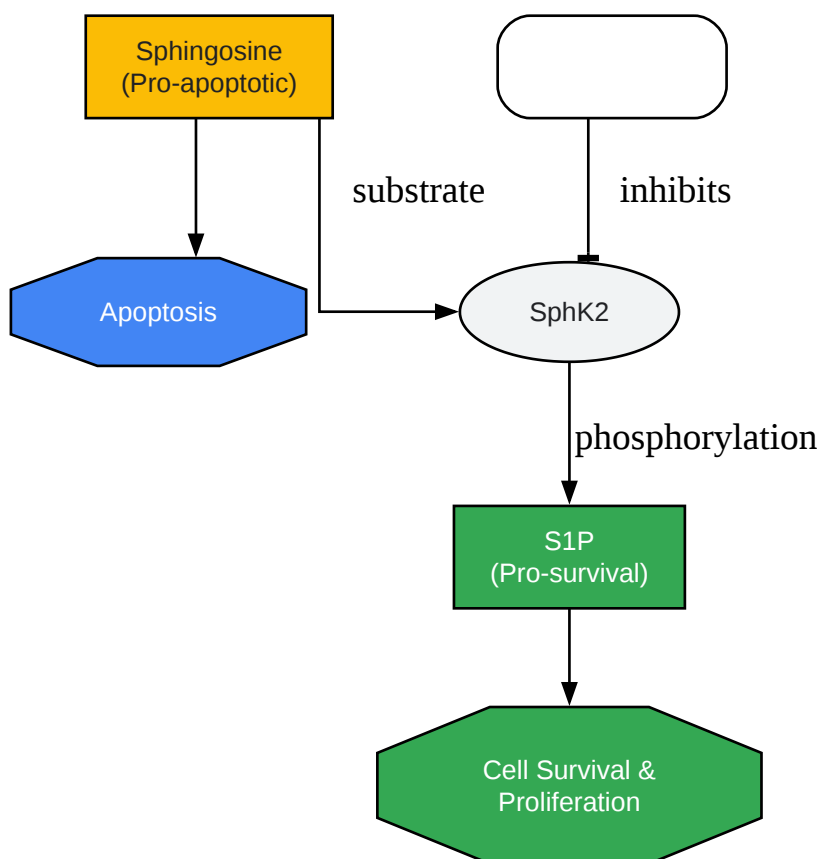 Sphingosine
(Pro-apoptotic)
substrate
inhibits
Apoptosis
SphK2
phosphorylation
S1P
(Pro-survival)
Cell Survival &
Proliferation